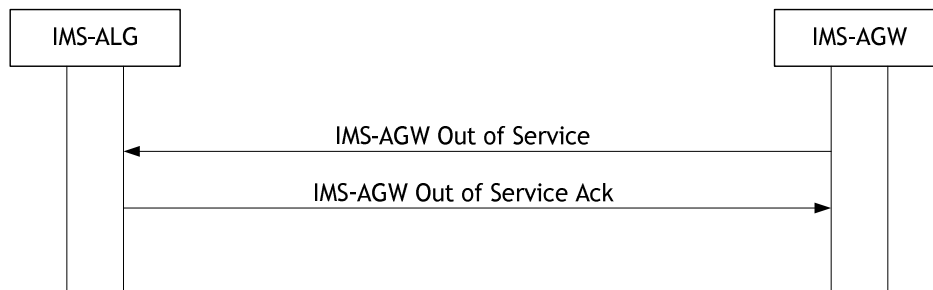 IMS-ALG
IMS-AGW
IMS-AGW Out of Service
IMS-AGW Out of Service Ack